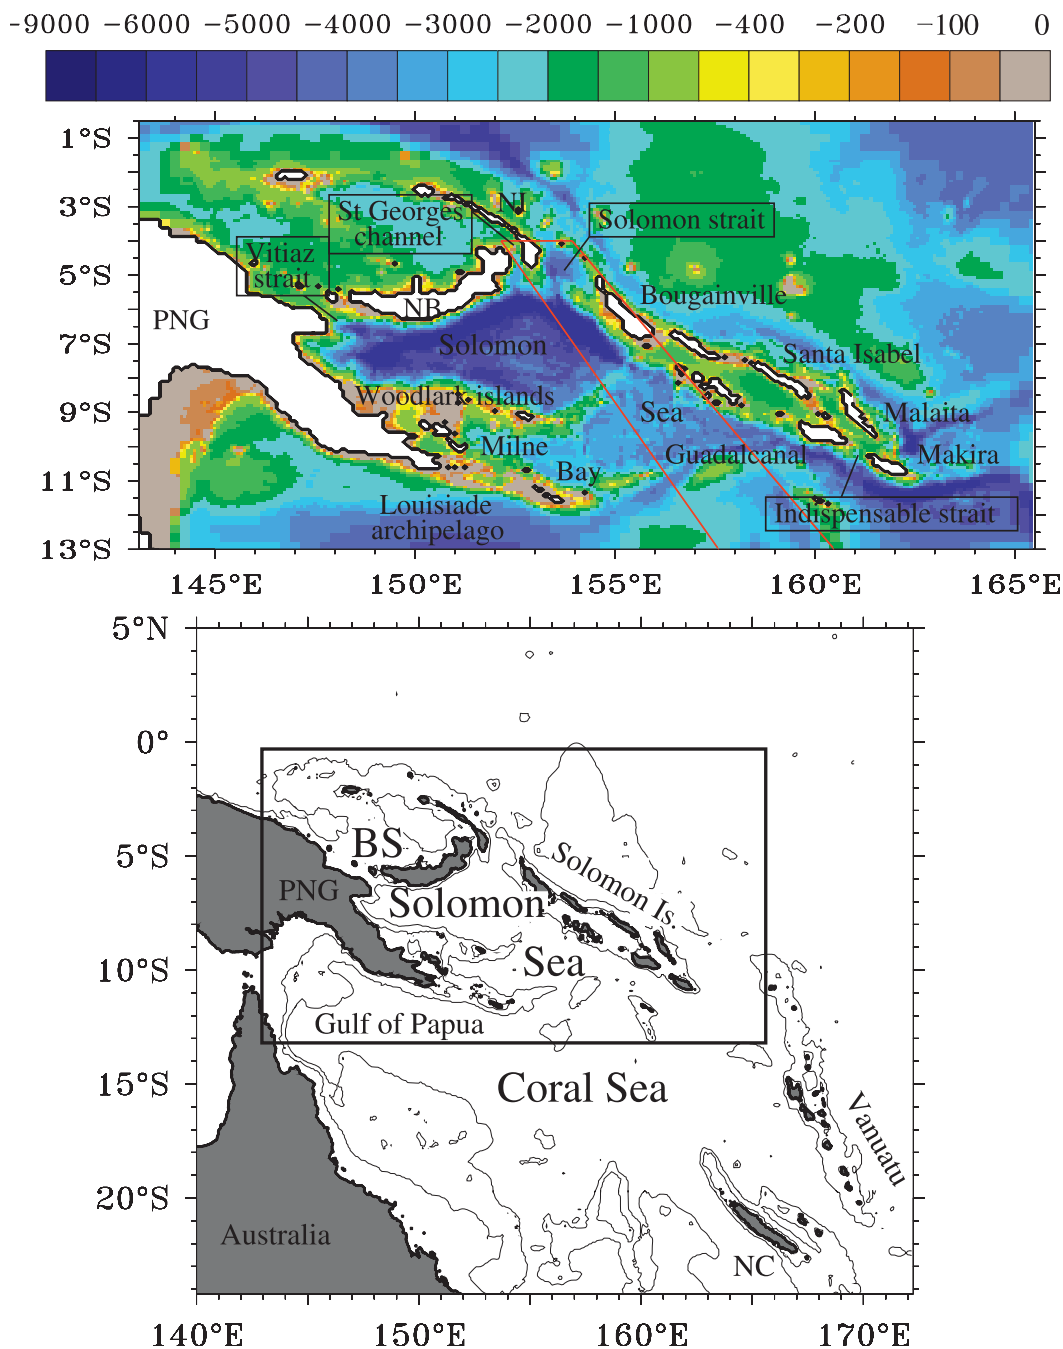 −9000 −6000 −5000 −4000 −3000 −2000 −1000 −400 −200 −100 0
1°S
3°S
5°S
7°S
9°S
11°S
13°S
NI
St Georges
channel
Solomon strait
Vitiaz
strait
Bougainville
NB
PNG
Solomon
Santa Isabel
Woodlark islands
Sea
Malaita
Milne
Guadalcanal
Makira
Bay
Louisiade
archipelago
Indispensable strait
145°E 150°E 155°E 160°E 165°E
5°N
0°
5°S
10°S
15°S
20°S
BS
Solomon Is.
PNG
Solomon
Sea
Gulf of Papua
Coral Sea
Vanuatu
Australia
NC
140°E 150°E 160°E 170°E